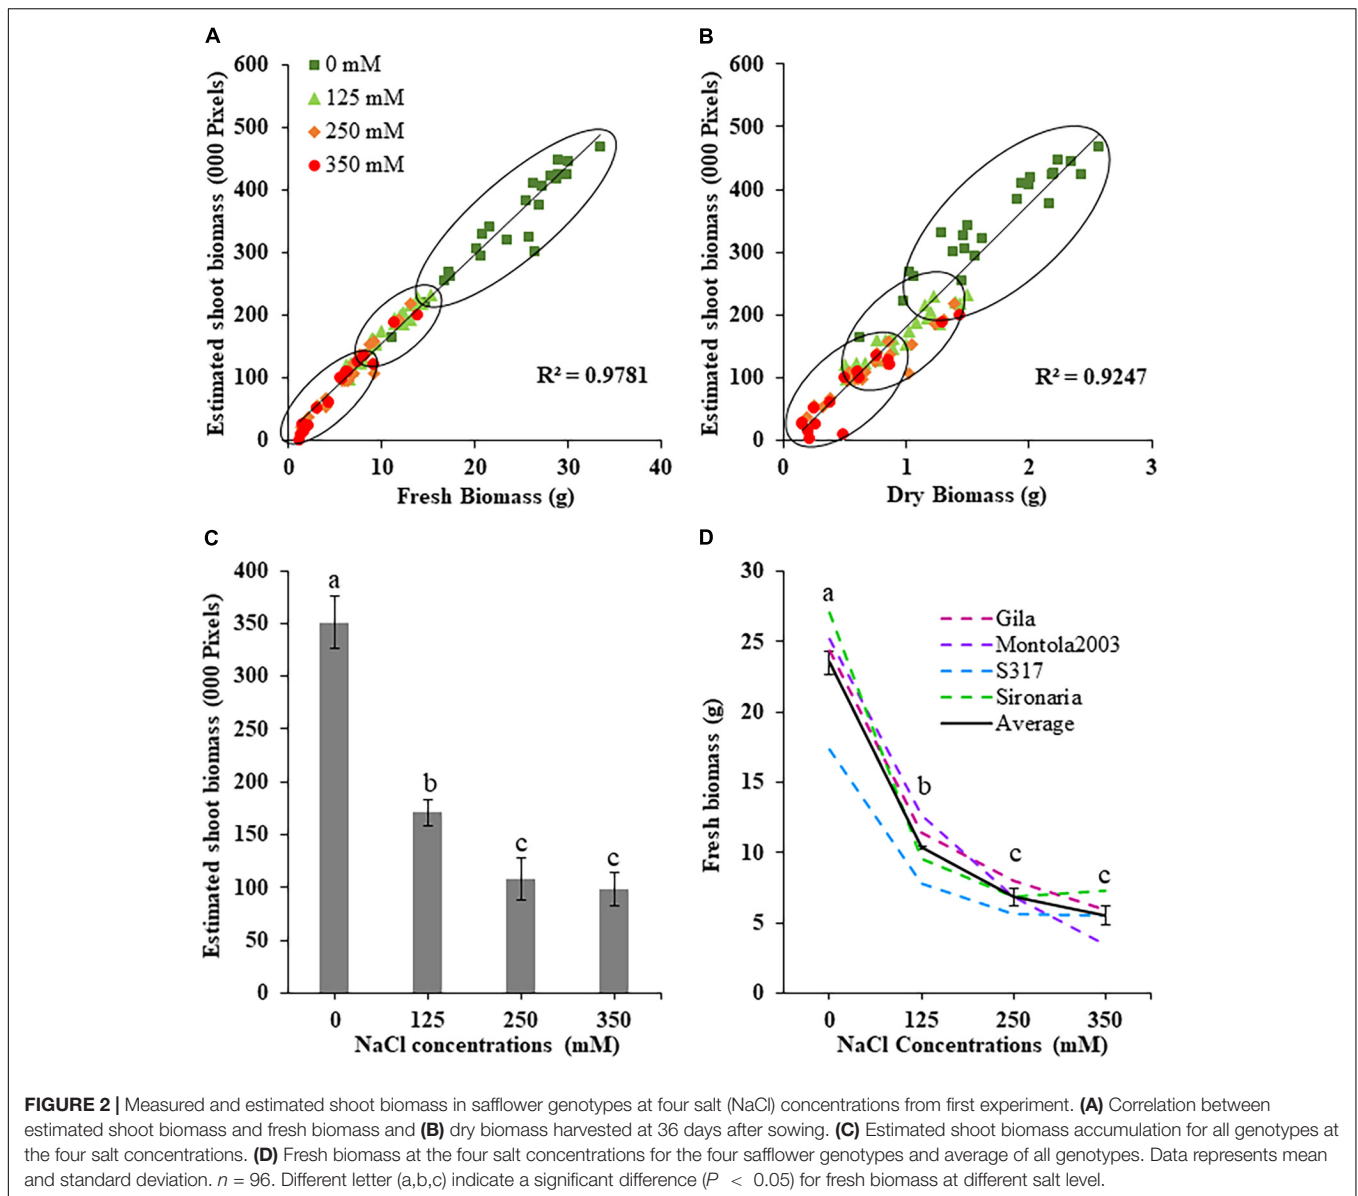 A
Estimated shoot biomass (000 Pixels)
600
500
400
300
200
100
0
0 mM
125 mM
250 mM
350 mM
R² = 0.9781
0 10 20 30 40
Fresh Biomass (g)
B
Estimated shoot biomass (000 Pixels)
600
500
400
300
200
100
0
R² = 0.9247
0 1 2 3
Dry Biomass (g)
C
Estimated shoot biomass (000 Pixels)
400
350
300
250
200
150
100
50
0
a
b
c
c
0 125 250 350
NaCl concentrations (mM)
D
Fresh biomass (g)
30
25
20
15
10
5
0
a
b
c
c
Gila
Montola2003
S317
Sironaria
Average
0 125 250 350
NaCl Concentrations (mM)
FIGURE 2 | Measured and estimated shoot biomass in safflower genotypes at four salt (NaCl) concentrations from first experiment. (A) Correlation between
estimated shoot biomass and fresh biomass and (B) dry biomass harvested at 36 days after sowing. (C) Estimated shoot biomass accumulation for all genotypes at
the four salt concentrations. (D) Fresh biomass at the four salt concentrations for the four safflower genotypes and average of all genotypes. Data represents mean
and standard deviation. n = 96. Different letter (a,b,c) indicate a significant difference (P < 0.05) for fresh biomass at different salt level.